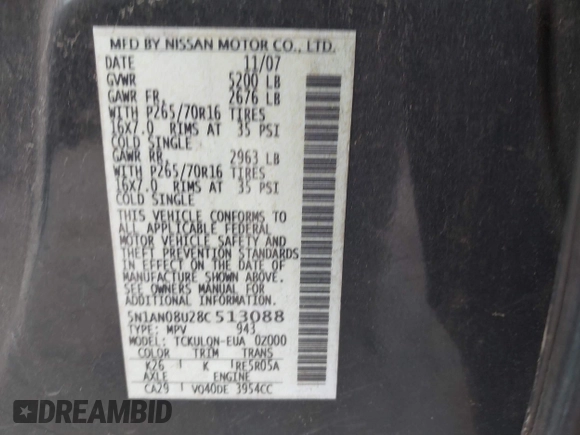 MFD BY NISSAN MOTOR CO., LTD.
DATE 11/07
GVWR 5200 LB
GAWR FR. 2676 LB
WITH P265/70R16 TIRES
16X7.0 RIMS AT 35 PSI
COLD SINGLE
GAWR RR. 2963 LB
WITH P265/70R16 TIRES
16X7.0 RIMS AT 35 PSI
COLD SINGLE
THIS VEHICLE CONFORMS TO
ALL APPLICABLE FEDERAL
MOTOR VEHICLE SAFETY AND
THEFT PREVENTION STANDARDS
IN EFFECT ON THE DATE OF
MANUFACTURE SHOWN ABOVE.
SEE OWNERS MANUAL FOR
ADDITIONAL INFORMATION
5N1AN08U28C513088
TYPE: MPV 943
MODEL: TCKULQN-EUA 0Z000
COLOR TRIM TRANS
K26 K RE5R05A
AXLE ENGINE
CA29 VQ40DE 3954CC
DREAMBID